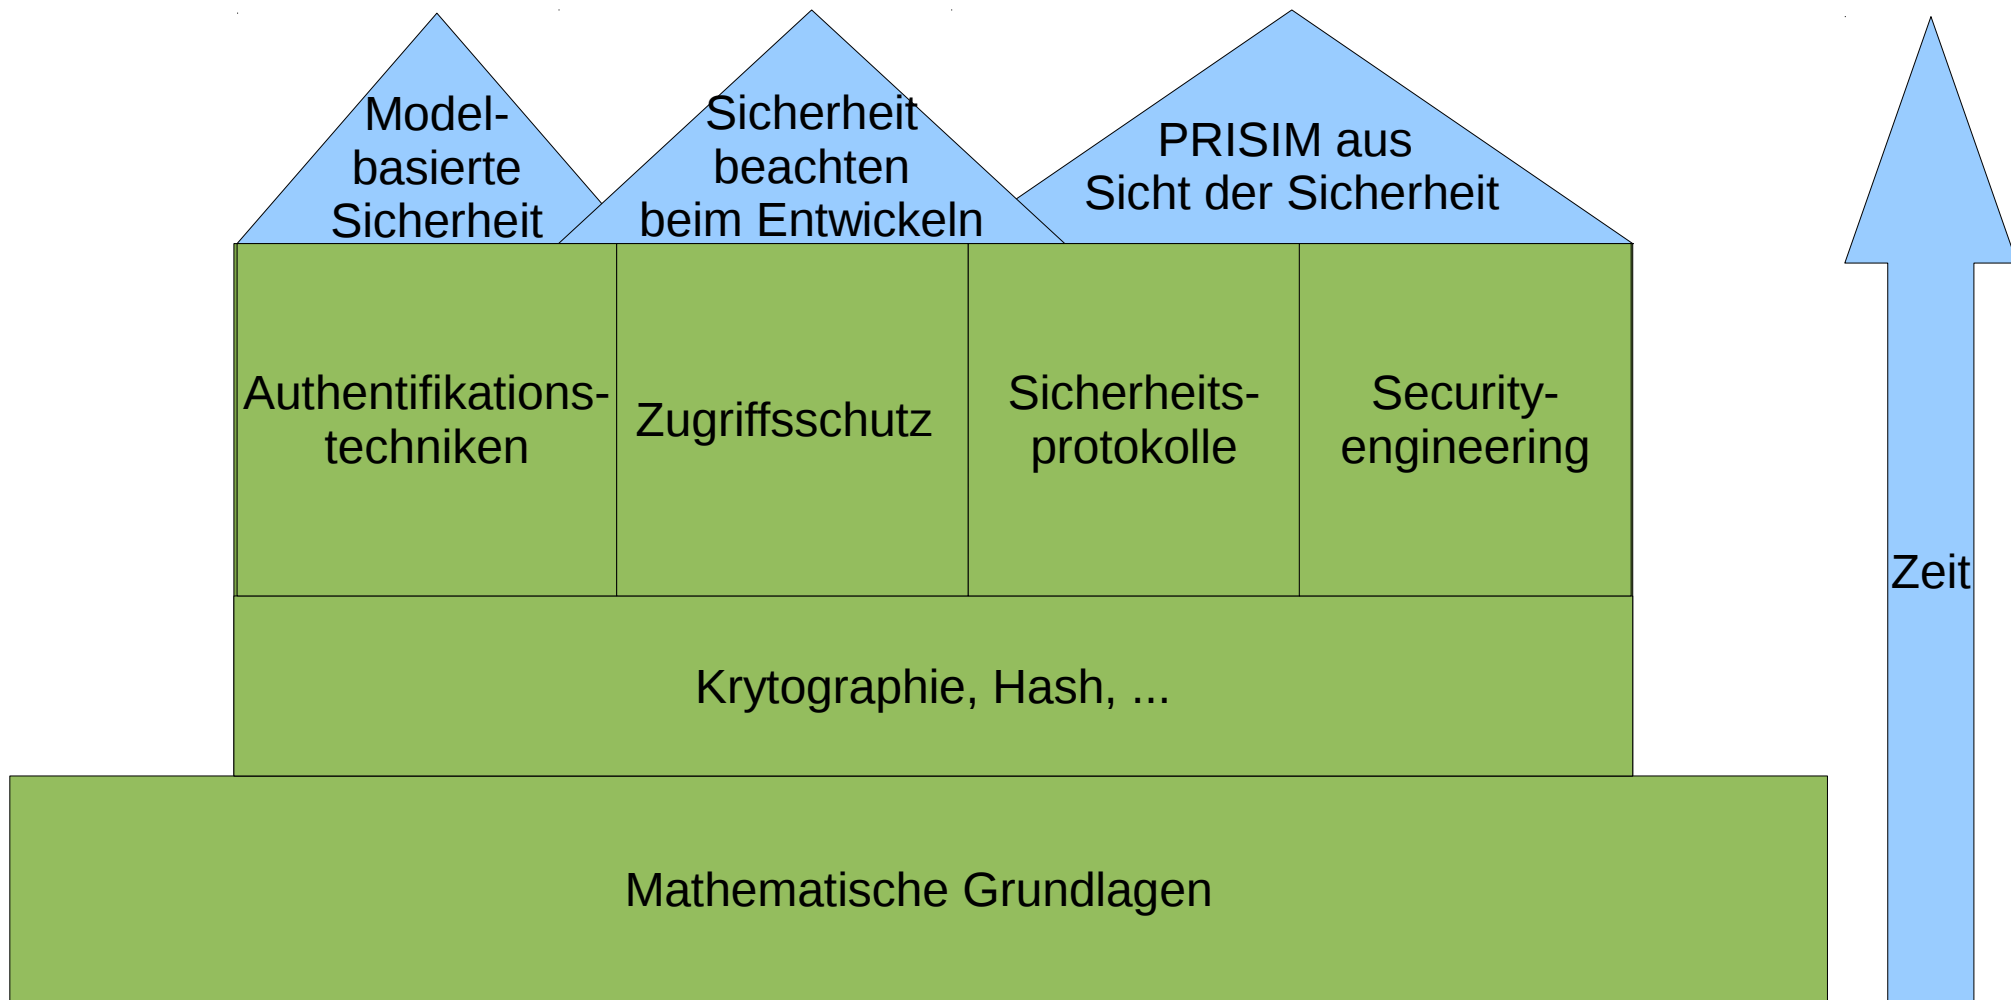 Model-
basierte
Sicherheit
Sicherheit
beachten
beim Entwickeln
PRISIM aus
Sicht der Sicherheit
Authentifikations-
techniken
Zugriffsschutz
Sicherheits-
protokolle
Security-
engineering
Zeit
Krytographie, Hash, ...
Mathematische Grundlagen